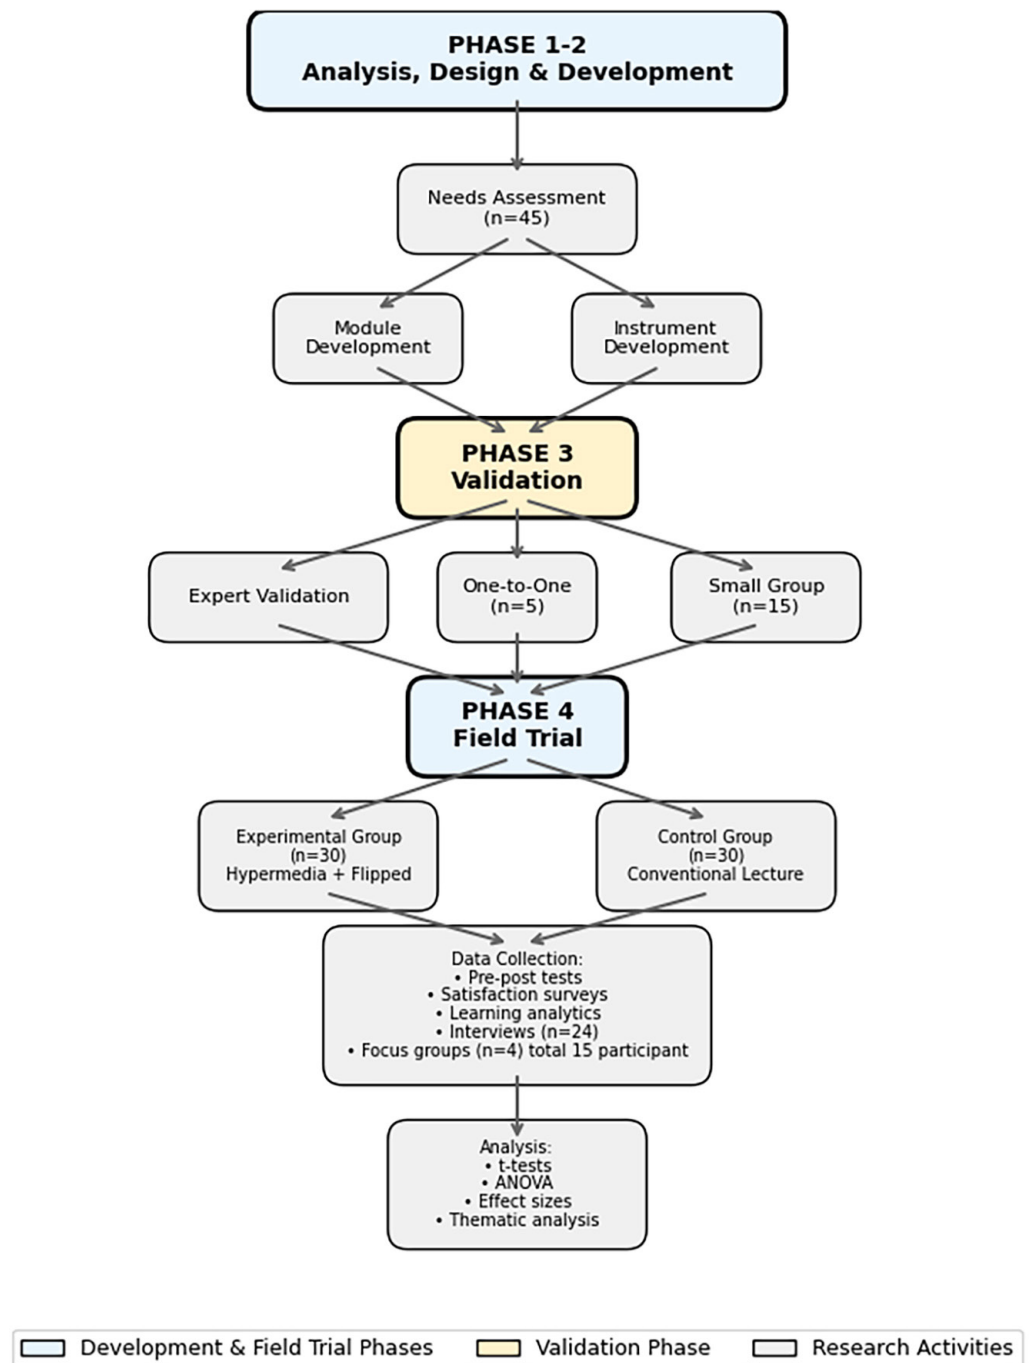 PHASE 1-2
Analysis, Design & Development
Needs Assessment
(n=45)
Module
Development
Instrument
Development
PHASE 3
Validation
Expert Validation
One-to-One
(n=5)
Small Group
(n=15)
PHASE 4
Field Trial
Experimental Group
(n=30)
Hypermedia + Flipped
Control Group
(n=30)
Conventional Lecture
Data Collection:
• Pre-post tests
• Satisfaction surveys
• Learning analytics
• Interviews (n=24)
• Focus groups (n=4) total 15 participant
Analysis:
• t-tests
• ANOVA
• Effect sizes
• Thematic analysis
Development & Field Trial Phases
Validation Phase
Research Activities